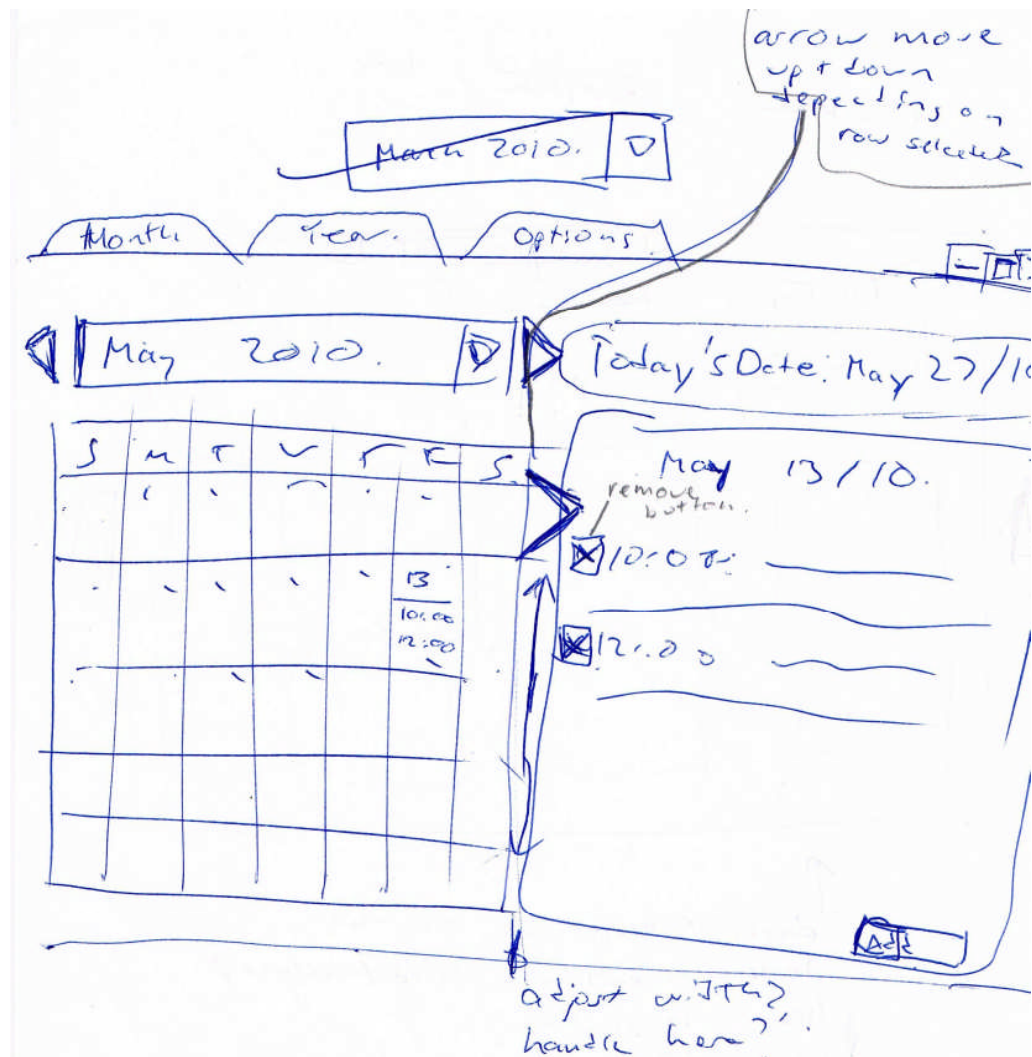 arrow move
up + down
depending on
row selected
March 2010.
Month Year. Options
May 2010.
Today's Date: May 27/10
S M T W T F S.
May 13/10.
remove
button.
13
10:00
12:00
10:00
12:00
Add
adjust width?
handle here?